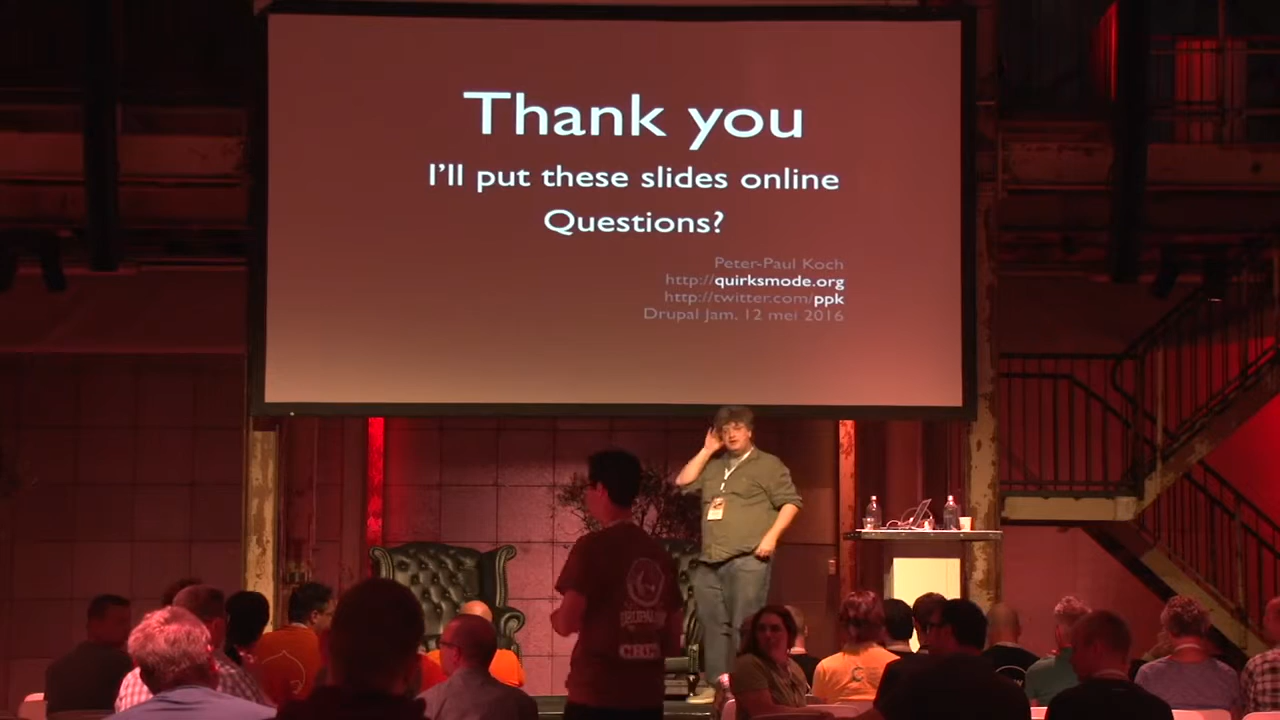 Thank you
I'll put these slides online
Questions?
Peter-Paul Koch
http://quirksmode.org
http://twitter.com/ppk
Drupal Jam, 12 mei 2016